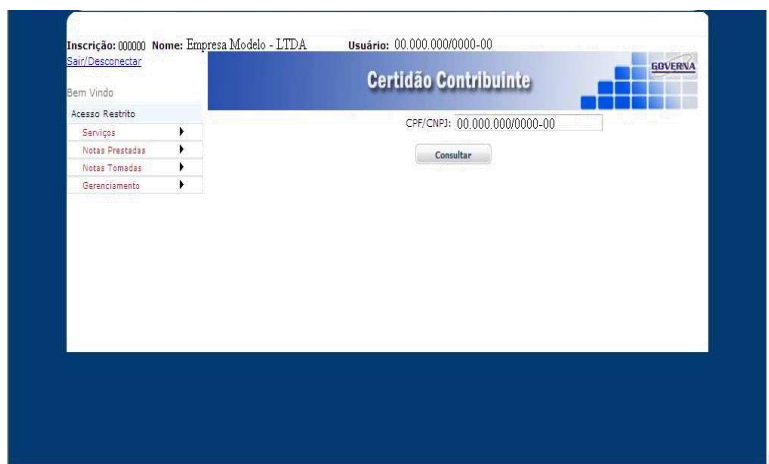 Inscrição: 000000 Nome: Empresa Modelo - LTDA Usuário: 00.000.000/0000-00
Sair/Desconectar
GOVERNA
Certidão Contribuinte
Bem Vindo
Acesso Restrito
CPF/CNPJ: 00.000.000/0000-00
Serviços
Notas Prestadas
Consultar
Notas Tomadas
Gerenciamento